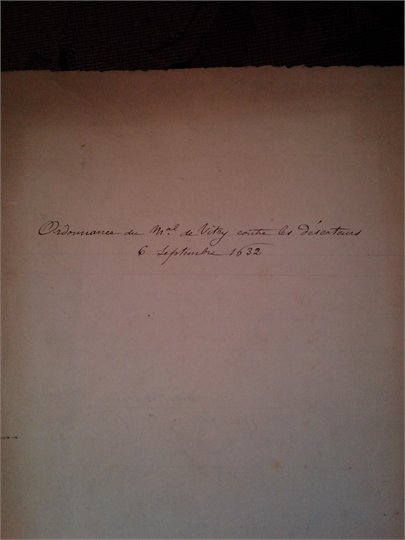 Ordonnance du Mal de Vitry contre les déserteurs
6 Septembre 1632